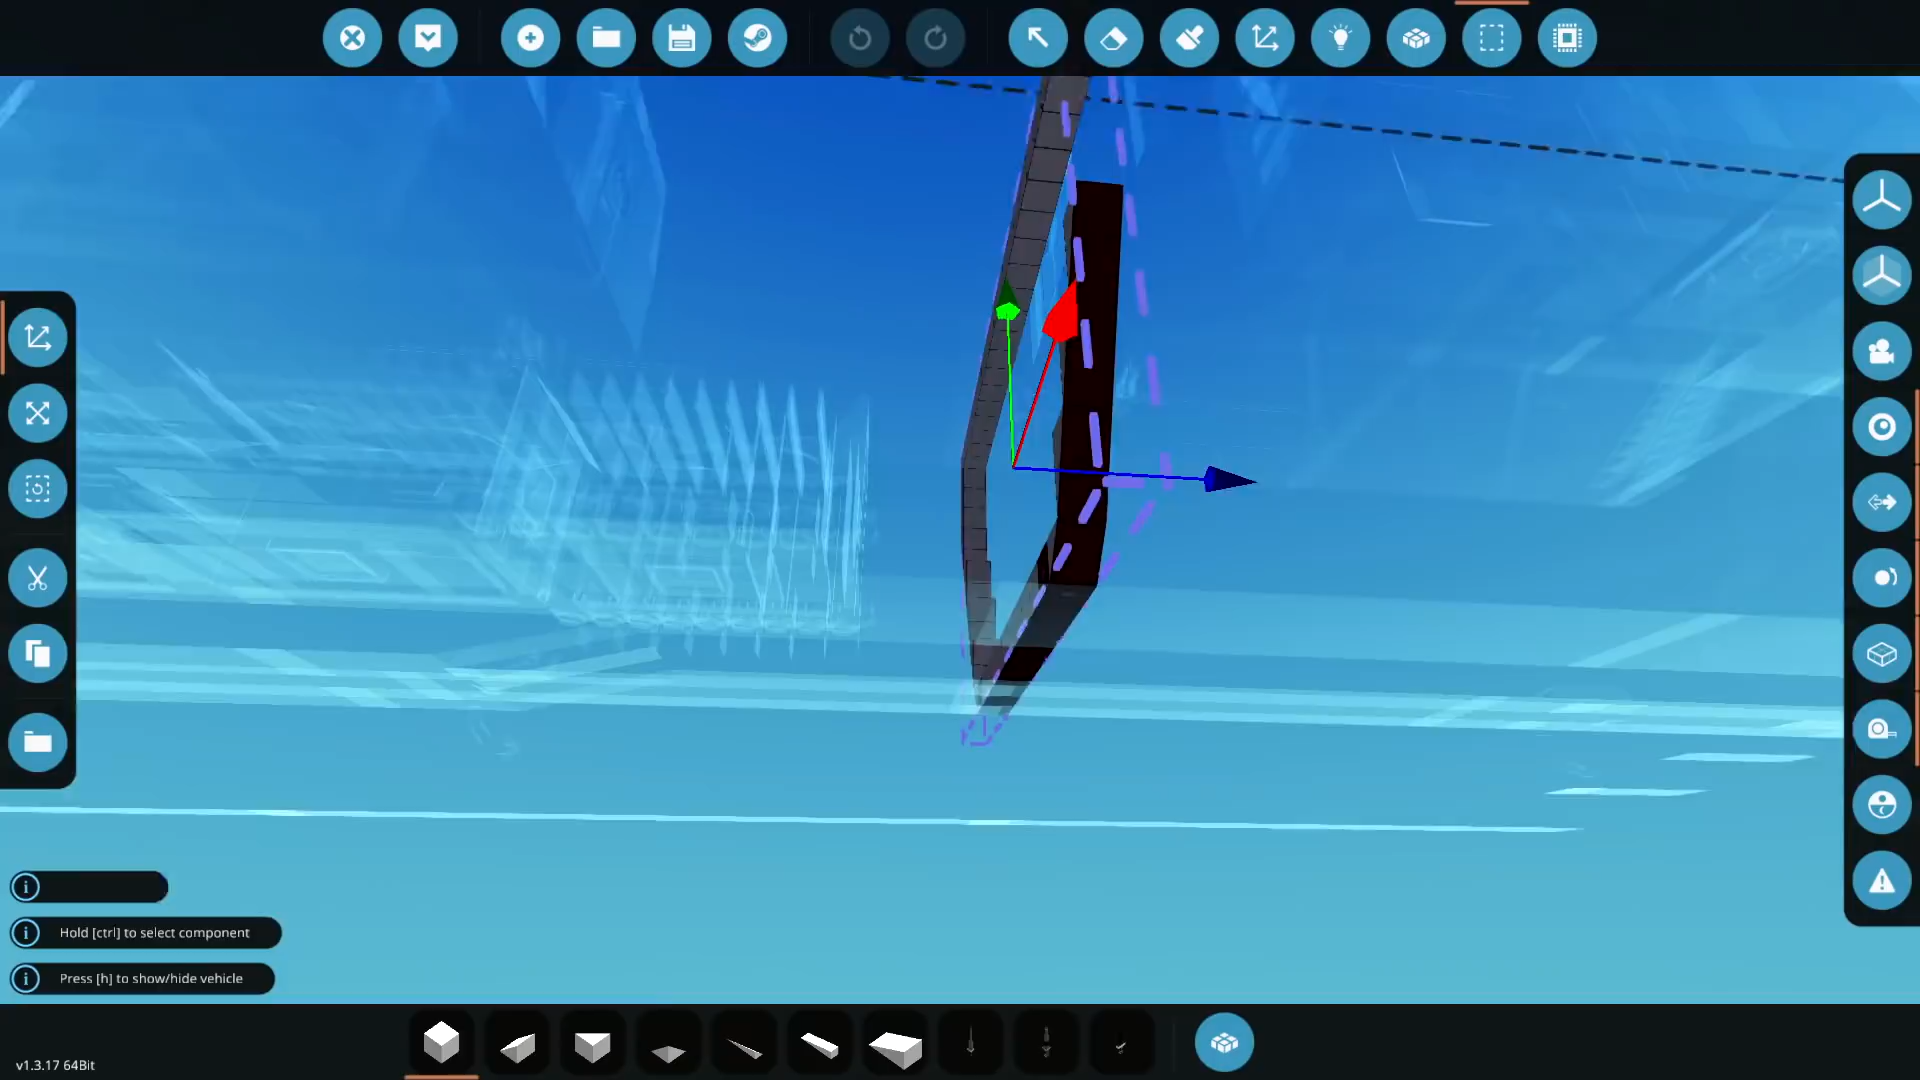 Hold [ctrl] to select component
Press [h] to show/hide vehicle
v1.3.17 64Bit